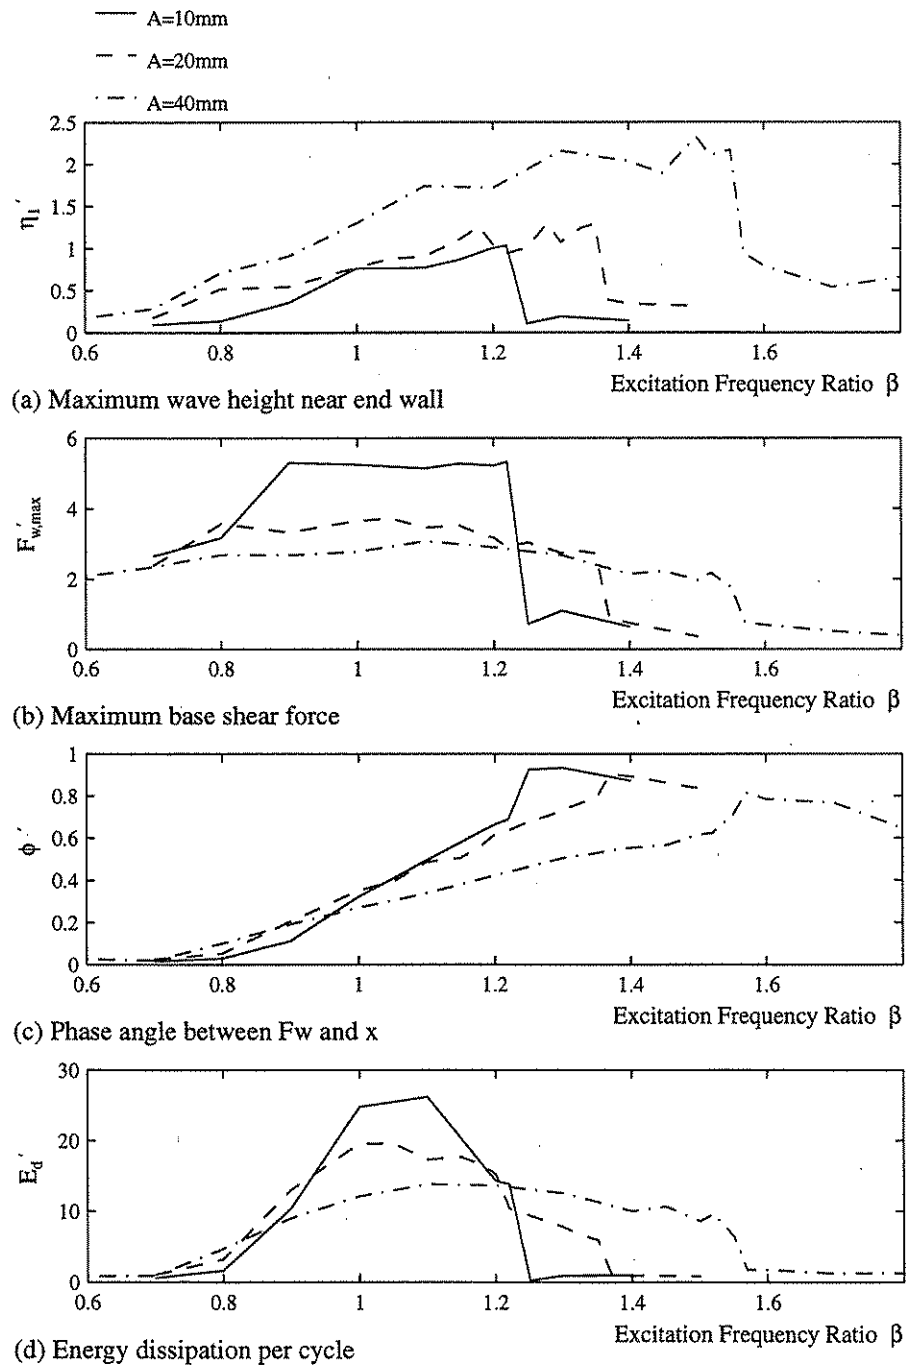 A=10mm
A=20mm
A=40mm
2.5
2
1.5
1
0.5
0
η₁′
0.6 0.8 1 1.2 1.4 1.6
Excitation Frequency Ratio β
(a) Maximum wave height near end wall
6
4
2
0
F′w,max
0.6 0.8 1 1.2 1.4 1.6
Excitation Frequency Ratio β
(b) Maximum base shear force
1
0.8
0.6
0.4
0.2
0
ϕ′
0.6 0.8 1 1.2 1.4 1.6
Excitation Frequency Ratio β
(c) Phase angle between Fw and x
30
20
10
0
E_d′
0.6 0.8 1 1.2 1.4 1.6
Excitation Frequency Ratio β
(d) Energy dissipation per cycle